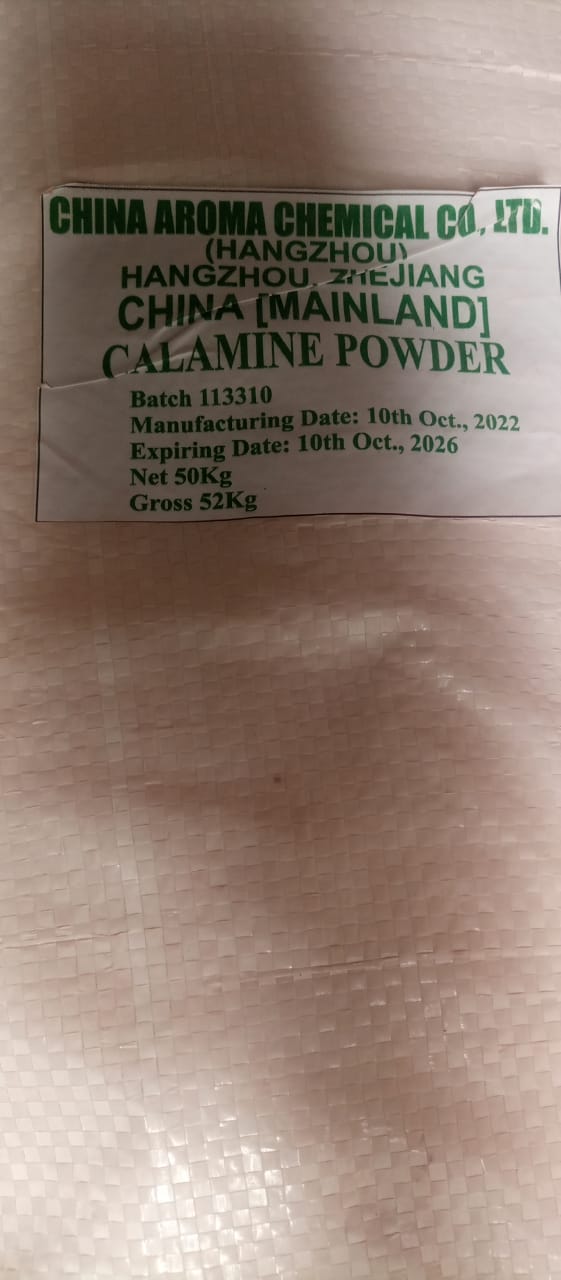 CHINA AROMA CHEMICAL CO., LTD.
(HANGZHOU)
HANGZHOU, ZHEJIANG
CHINA [MAINLAND]
CALAMINE POWDER
Batch 113310
Manufacturing Date: 10th Oct., 2022
Expiring Date: 10th Oct., 2026
Net 50Kg
Gross 52Kg